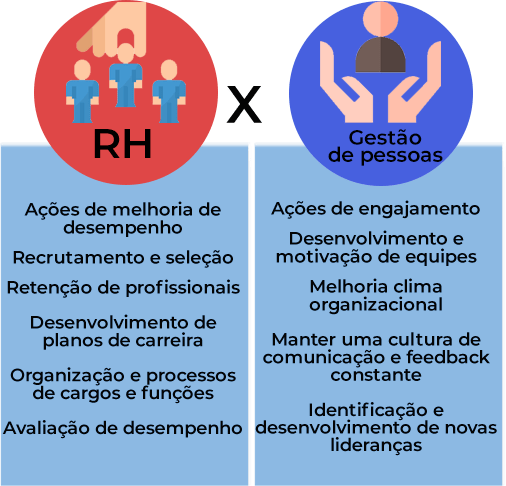 RH
X
Gestão
de pessoas
Ações de melhoria de
desempenho
Recrutamento e seleção
Retenção de profissionais
Desenvolvimento de
planos de carreira
Organização e processos
de cargos e funções
Avaliação de desempenho
Ações de engajamento
Desenvolvimento e
motivação de equipes
Melhoria clima
organizacional
Manter uma cultura de
comunicação e feedback
constante
Identificação e
desenvolvimento de novas
lideranças